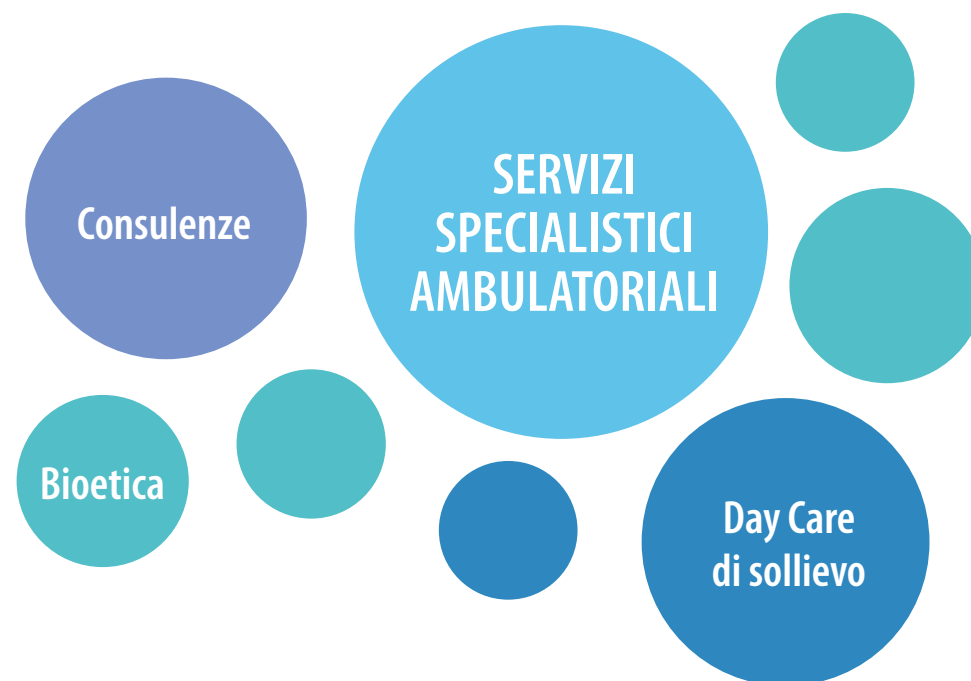 Consulenze
SERVIZI
SPECIALISTICI
AMBULATORIALI
Bioetica
Day Care
di sollievo